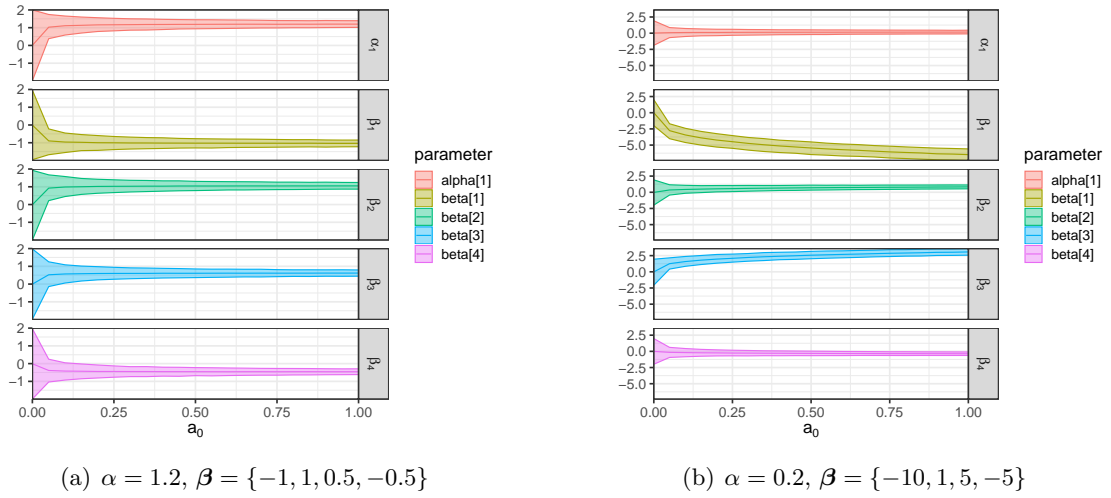 2
1
0
−1
α1
2
1
0
−1
β1
2
1
0
−1
β2
2
1
0
−1
β3
2
1
0
−1
β4
0.00 0.25 0.50 0.75 1.00
a0
parameter
alpha[1]
beta[1]
beta[2]
beta[3]
beta[4]
(a) α = 1.2, β = {−1, 1, 0.5, −0.5}
2.5
0.0
−2.5
−5.0
α1
2.5
0.0
−2.5
−5.0
β1
2.5
0.0
−2.5
−5.0
β2
2.5
0.0
−2.5
−5.0
β3
2.5
0.0
−2.5
−5.0
β4
0.00 0.25 0.50 0.75 1.00
a0
parameter
alpha[1]
beta[1]
beta[2]
beta[3]
beta[4]
(b) α = 0.2, β = {−10, 1, 5, −5}